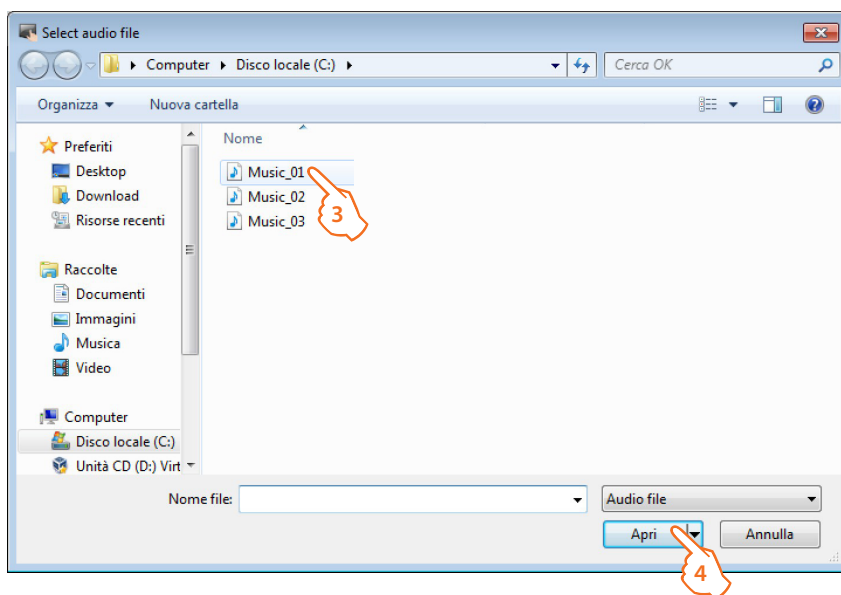 Select audio file
Computer Disco locale (C:) Cerca OK
Organizza Nuova cartella
Preferiti
Desktop
Download
Risorse recenti
Raccolte
Documenti
Immagini
Musica
Video
Computer
Disco locale (C:)
Unità CD (D:) Virt
Nome
Music_01
Music_02
Music_03
3
Nome file: Audio file
Apri Annulla
4